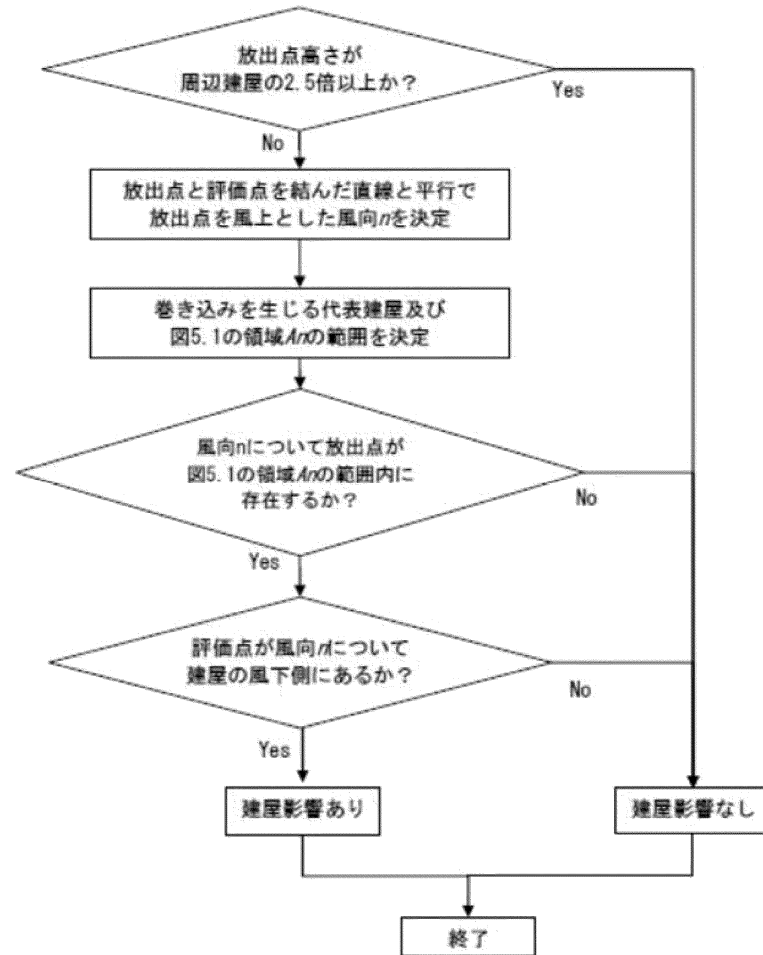 放出点高さが
周辺建屋の2.5倍以上か？
Yes
No
放出点と評価点を結んだ直線と平行で
放出点を風上とした風向nを決定
巻き込みを生じる代表建屋及び
図5.1の領域Anの範囲を決定
風向nについて放出点が
図5.1の領域Anの範囲内に
存在するか？
No
Yes
評価点が風向nについて
建屋の風下側にあるか？
No
Yes
建屋影響あり
建屋影響なし
終了